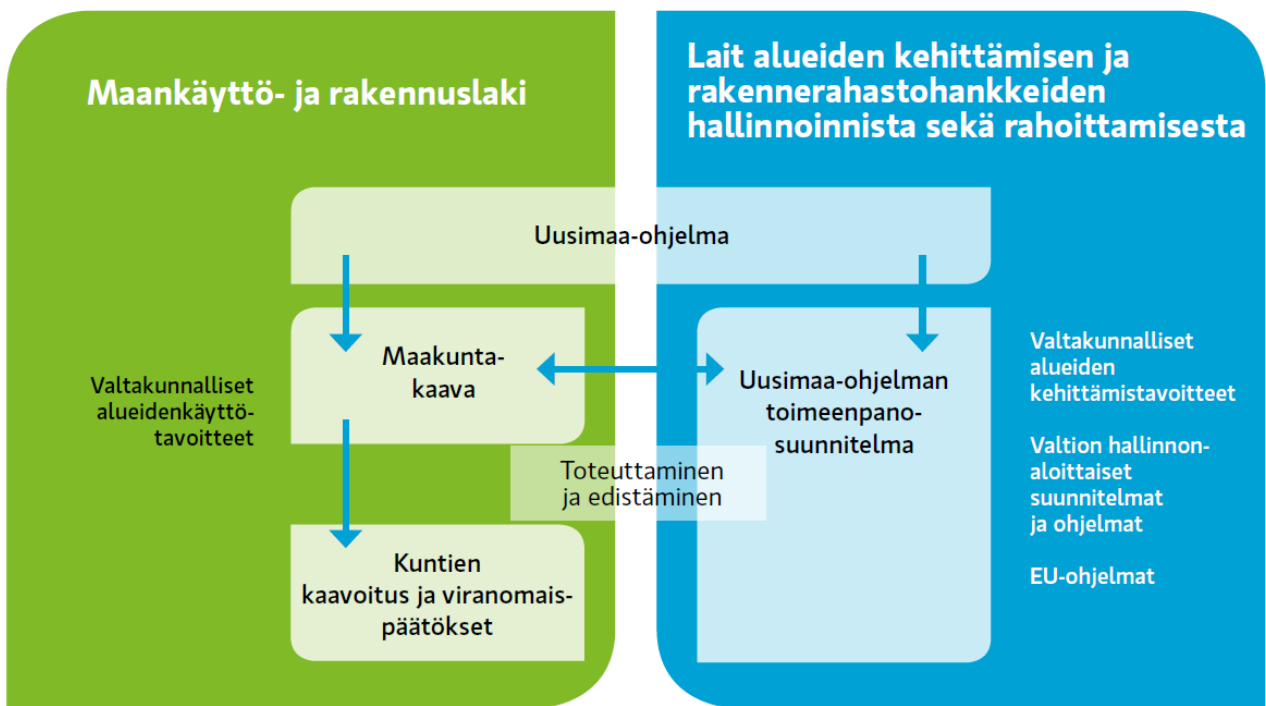 Maankäyttö- ja rakennuslaki
Lait alueiden kehittämisen ja
rakennerahastohankkeiden
hallinnoinnista sekä rahoittamisesta
Uusimaa-ohjelma
Valtakunnalliset
alueidenkäyttö-
tavoitteet
Maakunta-
kaava
Uusimaa-ohjelman
toimeenpano-
suunnitelma
Toteuttaminen
ja edistäminen
Kuntien
kaavoitus ja viranomais-
päätökset
Valtakunnalliset
alueiden
kehittämistavoitteet
Valtion hallinnon-
aloittaiset
suunnitelmat
ja ohjelmat
EU-ohjelmat